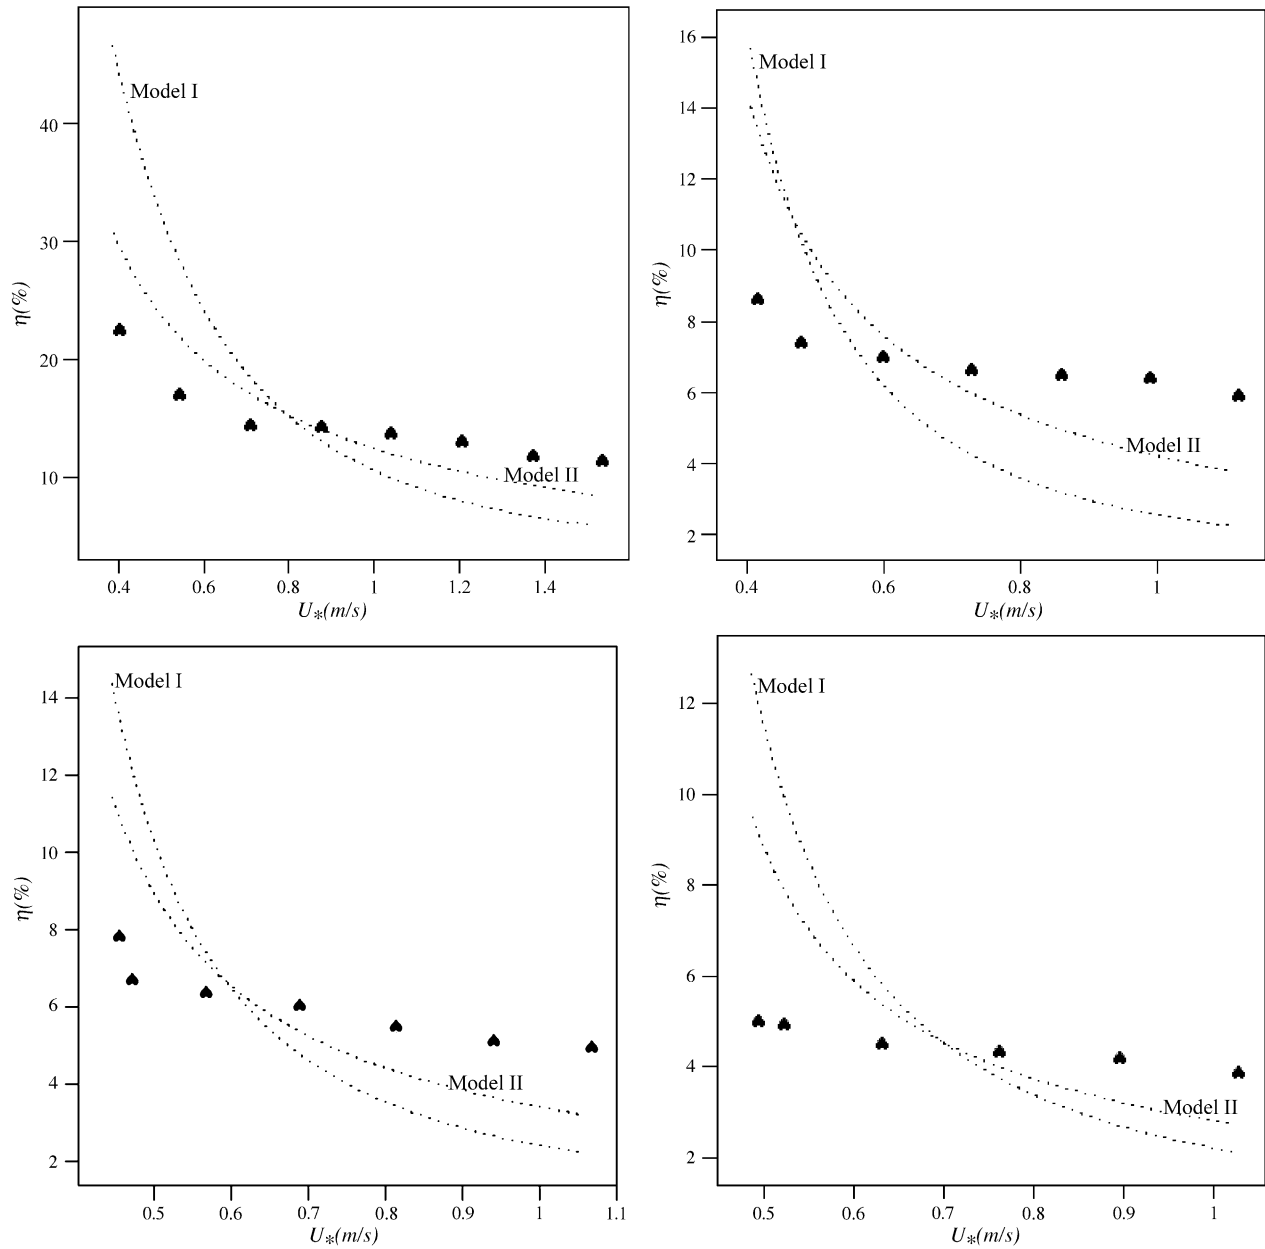 Model I
40
30
20
10
η(%)
Model II
0.4 0.6 0.8 1 1.2 1.4
U*(m/s)
16
14
12
10
8
6
4
2
η(%)
Model I
Model II
0.4 0.6 0.8 1
U*(m/s)
14
12
10
8
6
4
2
η(%)
Model I
Model II
0.5 0.6 0.7 0.8 0.9 1 1.1
U*(m/s)
12
10
8
6
4
2
η(%)
Model I
Model II
0.5 0.6 0.7 0.8 0.9 1
U*(m/s)